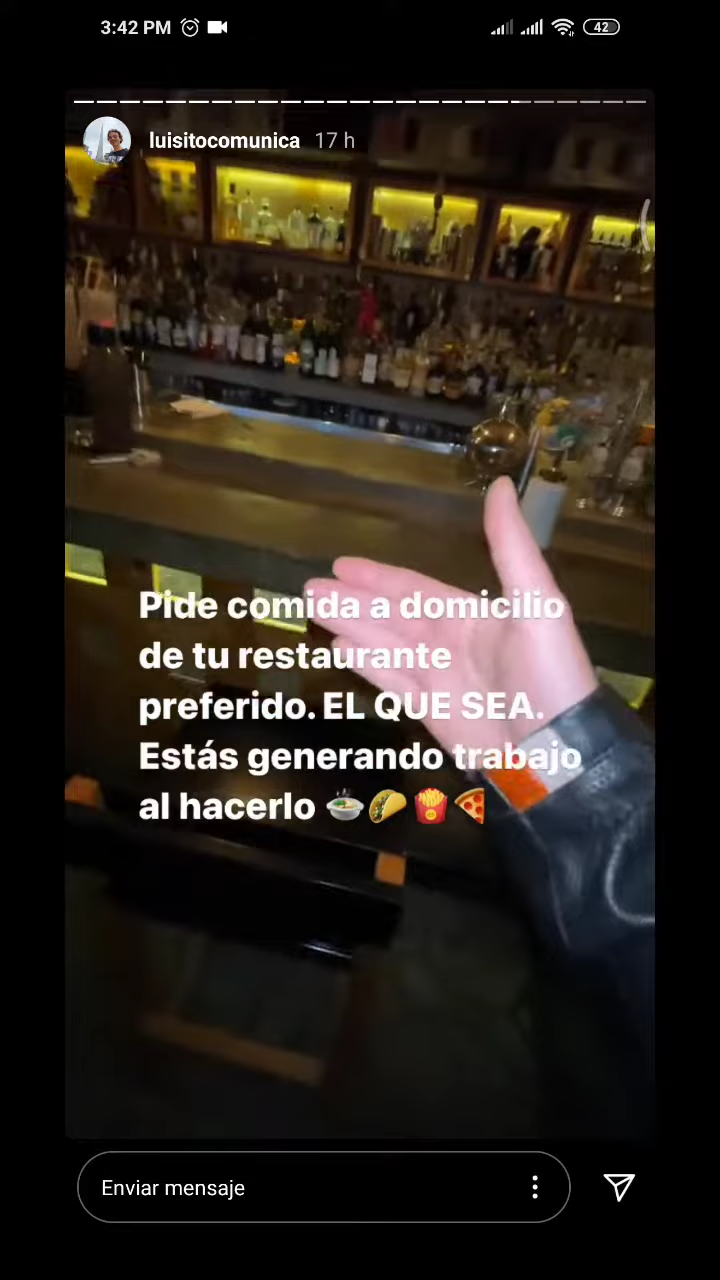 3:42 PM
42
luisitocomunica 17 h
Pide comida a domicilio
de tu restaurante
preferido. EL QUE SEA.
Estás generando trabajo
al hacerlo 🍲🌮🍟🍕
Enviar mensaje